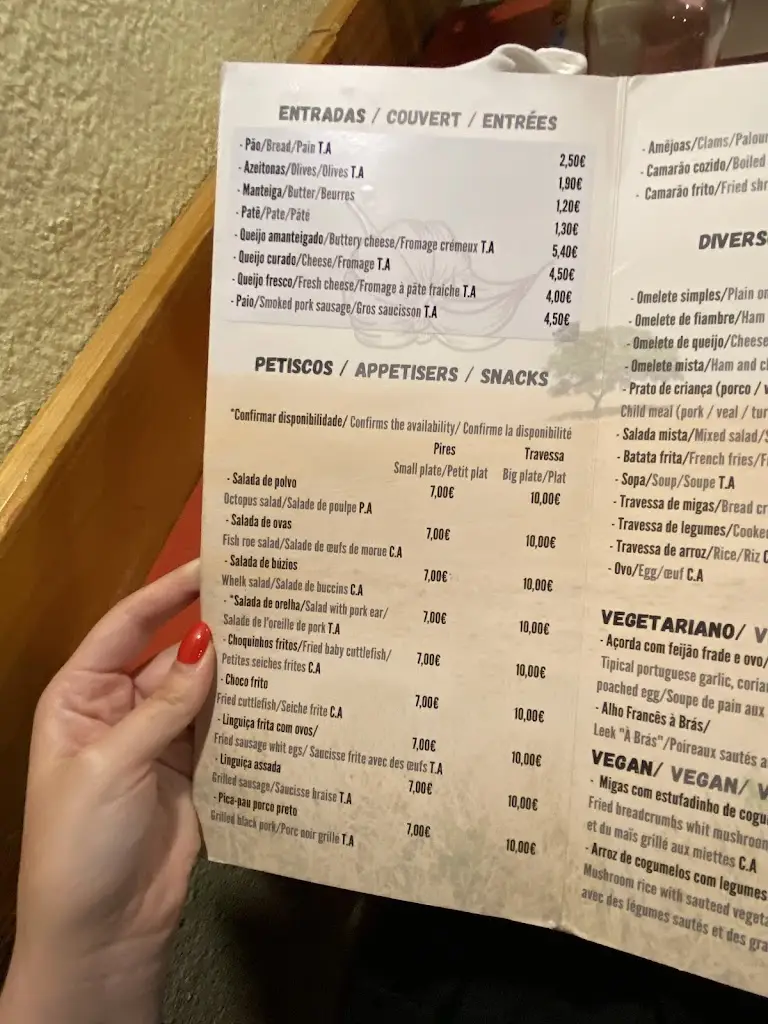 ENTRADAS / COUVERT / ENTRÉES
- Pão/Bread/Pain T.A 2,50€
- Azeitonas/Olives/Olives T.A 1,90€
- Manteiga/Butter/Beurres 1,20€
- Patê/Pate/Pâté 1,30€
- Queijo amanteigado/Buttery cheese/Fromage crémeux T.A 5,40€
- Queijo curado/Cheese/Fromage T.A 4,50€
- Queijo fresco/Fresh cheese/Fromage à pâte fraîche T.A 4,00€
- Paio/Smoked pork sausage/Gros saucisson T.A 4,50€
PETISCOS / APPETISERS / SNACKS
*Confirmar disponibilidade/ Confirms the availability/ Confirme la disponibilité
Pires Travessa
Small plate/Petit plat Big plate/Plat
- Salada de polvo 7,00€ 10,00€
Octopus salad/Salade de poulpe P.A
- Salada de ovas 7,00€ 10,00€
Fish roe salad/Salade de œufs de morue C.A
- Salada de búzios 7,00€ 10,00€
Whelk salad/Salade de buccins C.A
- *Salada de orelha/Salad with pork ear/ 7,00€ 10,00€
Salade de l'oreille de pork T.A
- Choquinhos fritos/Fried baby cuttlefish/ 7,00€ 10,00€
Petites seiches frites C.A
- Choco frito 7,00€ 10,00€
Fried cuttlefish/Seiche frite C.A
- Linguiça frita com ovos/ 7,00€ 10,00€
Fried sausage whit egs/ Saucisse frite avec des œufs T.A
- Linguiça assada 7,00€ 10,00€
Grilled sausage/Saucisse braise T.A
- Pica-pau porco preto 7,00€ 10,00€
Grilled black pork/Porc noir grillé T.A
- Amêjoas/Clams/Palour
- Camarão cozido/Boiled
- Camarão frito/Fried shr
DIVERS
- Omelete simples/Plain o
- Omelete de fiambre/Ham
- Omelete de queijo/Cheese
- Omelete mista/Ham and c
- Prato de criança (porco /
Child meal (pork / veal / tur
- Salada mista/Mixed salad/
- Batata frita/French fries/F
- Sopa/Soup/Soupe T.A
- Travessa de migas/Bread cr
- Travessa de legumes/Cooke
- Travessa de arroz/Rice/Riz C
- Ovo/Egg/œuf C.A
VEGETARIANO/ V
- Açorda com feijão frade e ovo/
Tipical portuguese garlic, coria
poached egg/Soupe de pain aux
- Alho Francês à Brás/
Leek "À Brás"/Poireaux sautés a
VEGAN/ VEGAN/ V
- Migas com estufadinho de cogu
Fried breadcrumbs whit mushroom
et du maïs grillé aux miettes C.A
- Arroz de cogumelos com legumes
Mushroom rice with sauteed vegeta
avec des légumes sautés et des gra